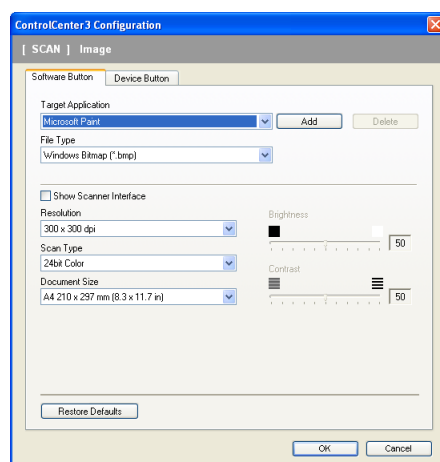 ControlCenter3 Configuration
[ SCAN ] Image
Software Button Device Button
Target Application
Microsoft Paint Add Delete
File Type
Windows Bitmap (*.bmp)
Show Scanner Interface
Resolution Brightness
300 x 300 dpi 50
Scan Type
24bit Color Contrast
Document Size
A4 210 x 297 mm (8.3 x 11.7 in) 50
Restore Defaults
OK Cancel